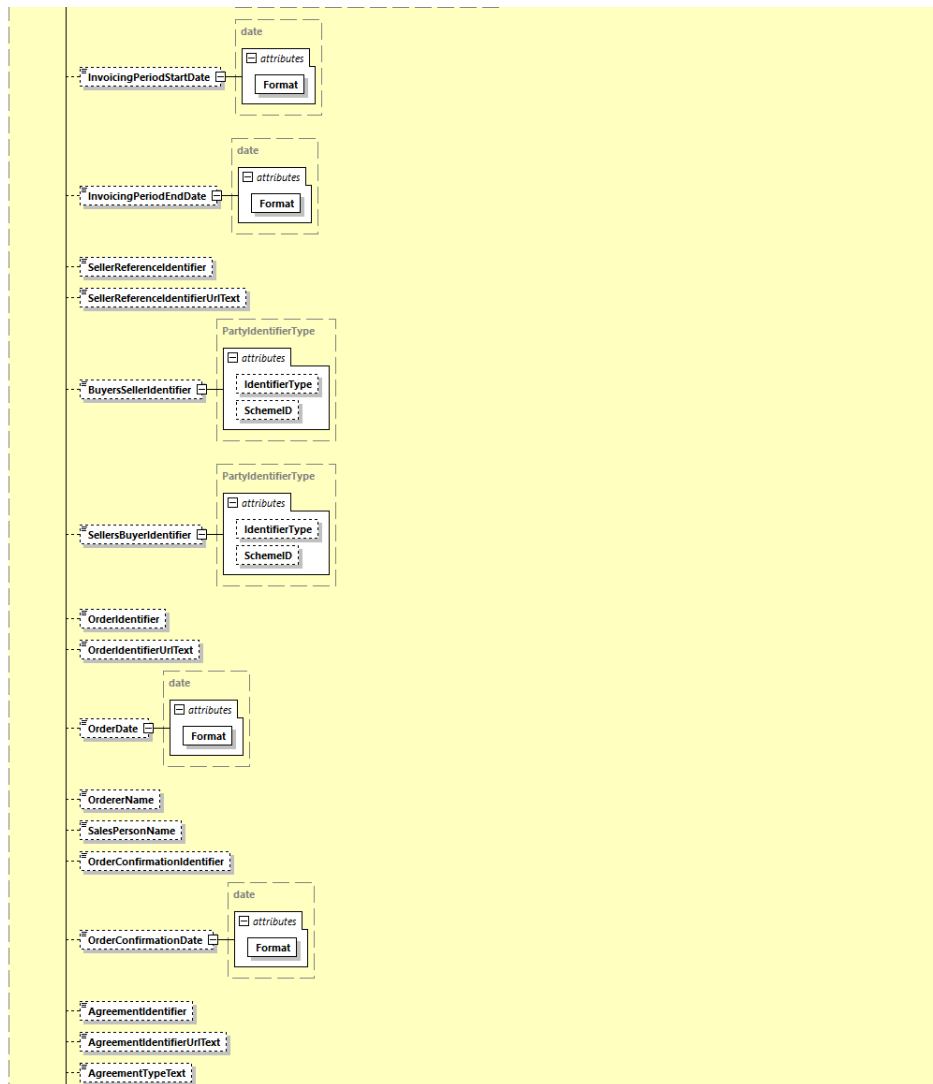 date
attributes
InvoicingPeriodStartDate
Format
date
attributes
InvoicingPeriodEndDate
Format
SellerReferenceIdentifier
SellerReferenceIdentifierUrlText
PartyIdentifierType
attributes
IdentifierType
BuyersSellerIdentifier
SchemeID
PartyIdentifierType
attributes
IdentifierType
SellersBuyerIdentifier
SchemeID
OrderIdentifier
OrderIdentifierUrlText
date
attributes
OrderDate
Format
OrdererName
SalesPersonName
OrderConfirmationIdentifier
date
attributes
OrderConfirmationDate
Format
AgreementIdentifier
AgreementIdentifierUrlText
AgreementTypeText